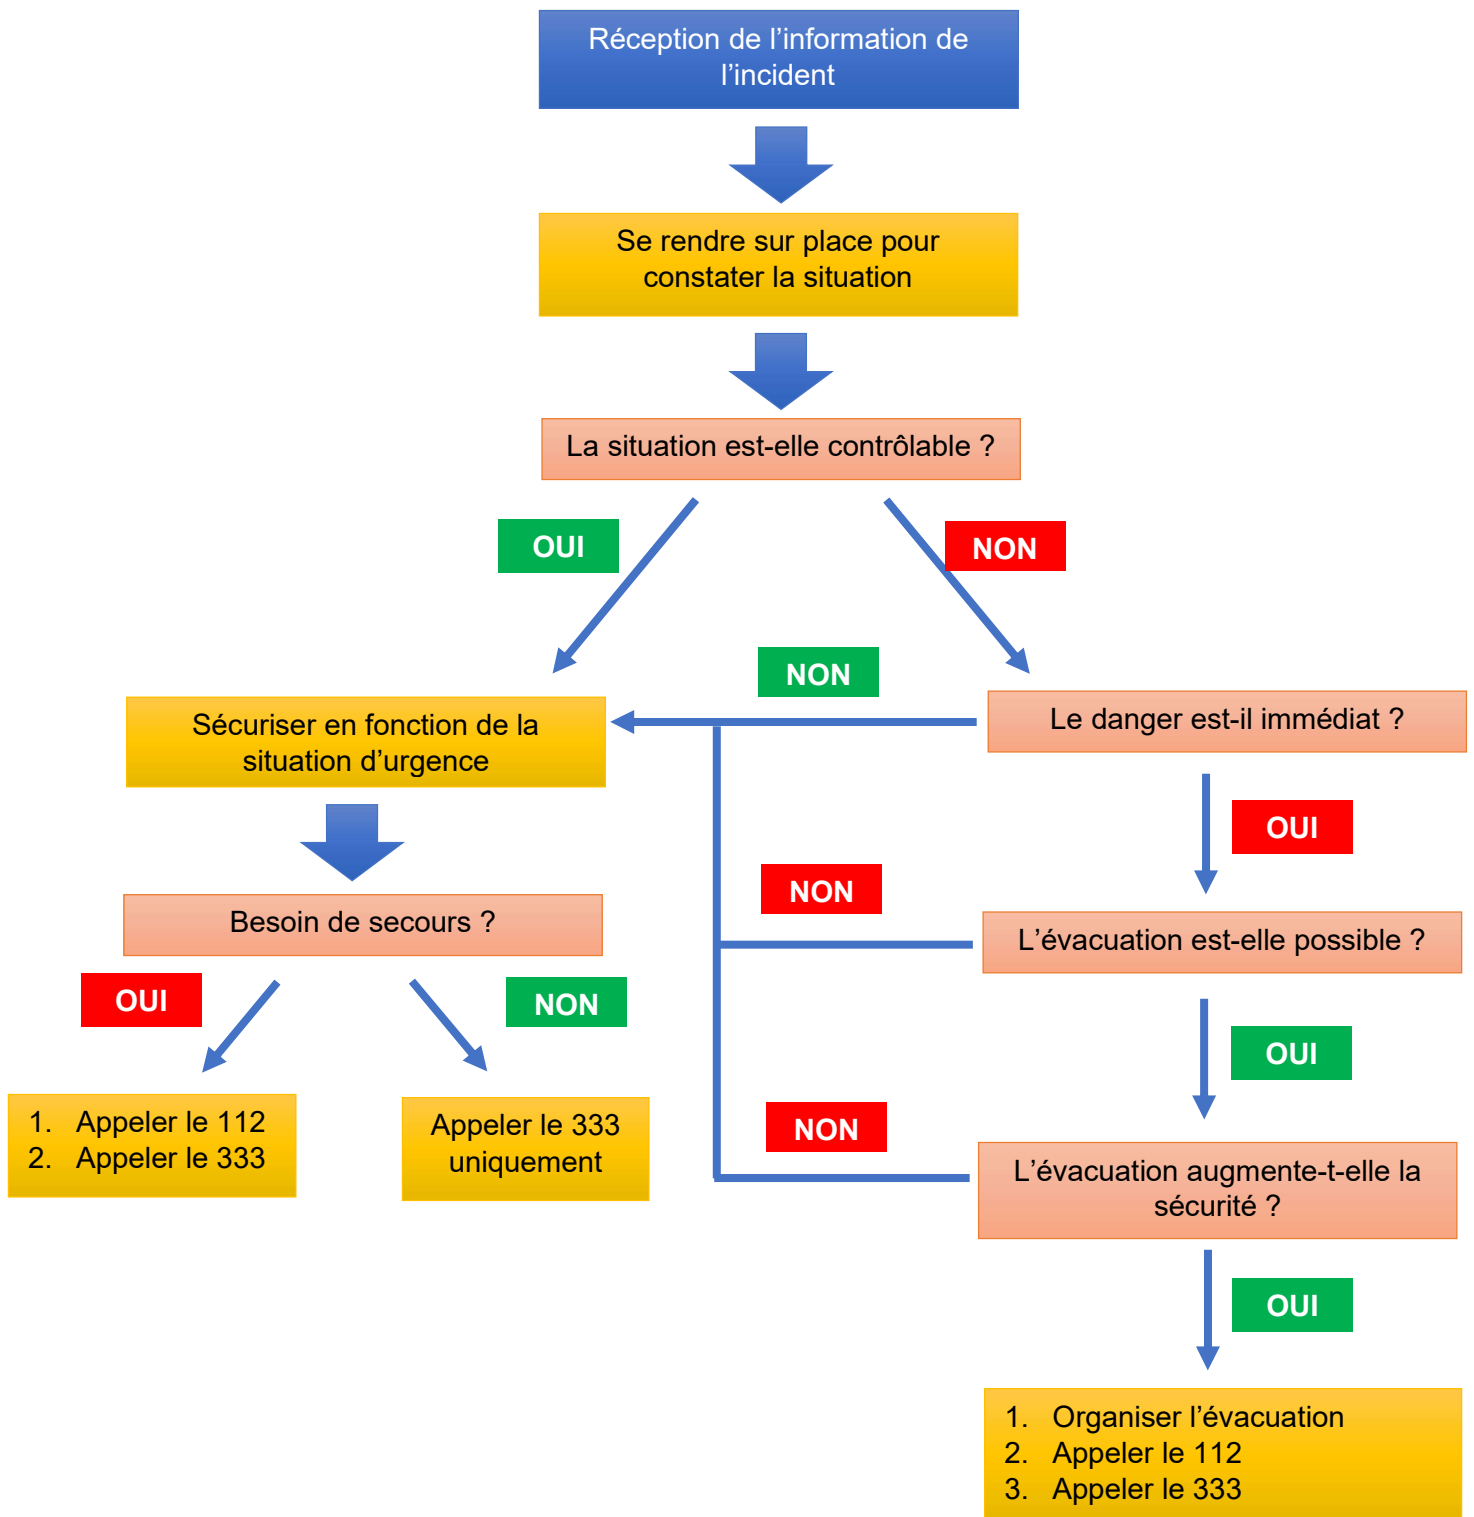 Réception de l’information de
l’incident
Se rendre sur place pour
constater la situation
La situation est-elle contrôlable ?
OUI
NON
NON
Sécuriser en fonction de la
situation d’urgence
Le danger est-il immédiat ?
OUI
NON
Besoin de secours ?
L’évacuation est-elle possible ?
OUI
NON
OUI
1. Appeler le 112
2. Appeler le 333
Appeler le 333
uniquement
NON
L’évacuation augmente-t-elle la
sécurité ?
OUI
1. Organiser l’évacuation
2. Appeler le 112
3. Appeler le 333